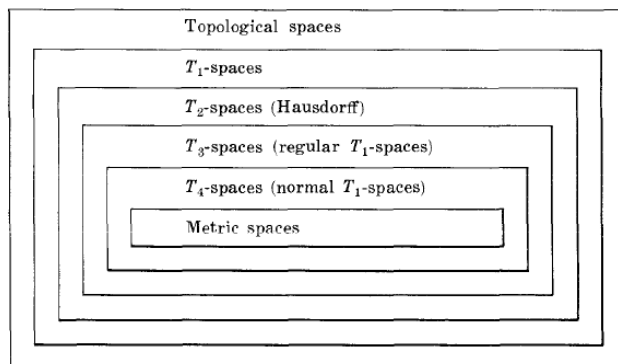 Topological spaces
T₁-spaces
T₂-spaces (Hausdorff)
T₃-spaces (regular T₁-spaces)
T₄-spaces (normal T₁-spaces)
Metric spaces